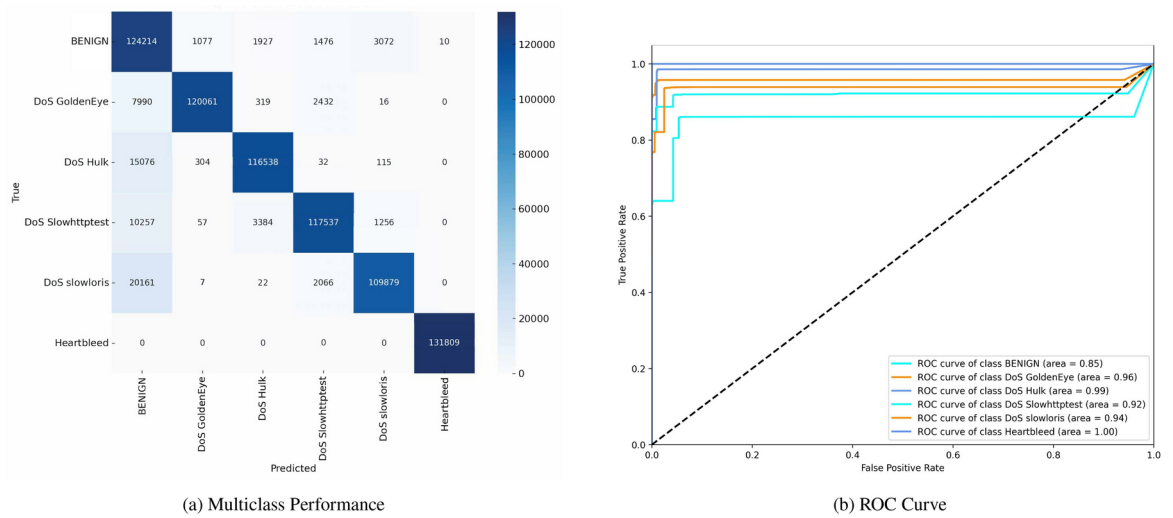 BENIGN 124214 1077 1927 1476 3072 10
DoS GoldenEye 7990 120061 319 2432 16 0
DoS Hulk 15076 304 116538 32 115 0
DoS Slowhttptest 10257 57 3384 117537 1256 0
DoS slowloris 20161 7 22 2066 109879 0
Heartbleed 0 0 0 0 0 131809
True
BENIGN
DoS GoldenEye
DoS Hulk
DoS Slowhttptest
DoS slowloris
Heartbleed
Predicted
120000
100000
80000
60000
40000
20000
0
(a) Multiclass Performance
1.0
0.8
0.6
0.4
0.2
0.0
True Positive Rate
ROC curve of class BENIGN (area = 0.85)
ROC curve of class DoS GoldenEye (area = 0.96)
ROC curve of class DoS Hulk (area = 0.99)
ROC curve of class DoS Slowhttptest (area = 0.92)
ROC curve of class DoS slowloris (area = 0.94)
ROC curve of class Heartbleed (area = 1.00)
0.0 0.2 0.4 0.6 0.8 1.0
False Positive Rate
(b) ROC Curve